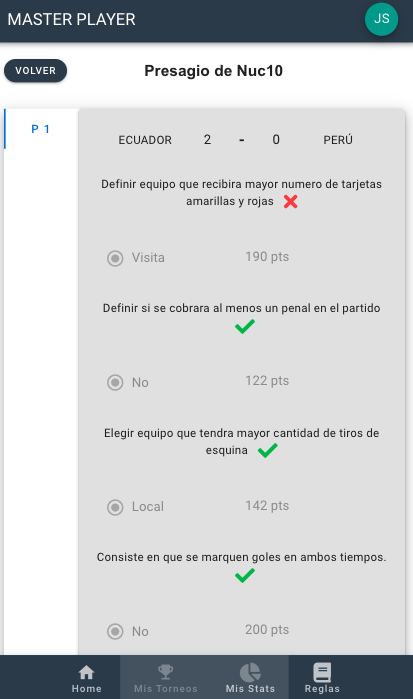 MASTER PLAYER
JS
VOLVER
Presagio de Nuc10
P 1
ECUADOR 2 - 0 PERÚ
Definir equipo que recibira mayor numero de tarjetas
amarillas y rojas
Visita 190 pts
Definir si se cobrara al menos un penal en el partido
No 122 pts
Elegir equipo que tendra mayor cantidad de tiros de
esquina
Local 142 pts
Consiste en que se marquen goles en ambos tiempos.
No 200 pts
Home Mis Torneos Mis Stats Reglas